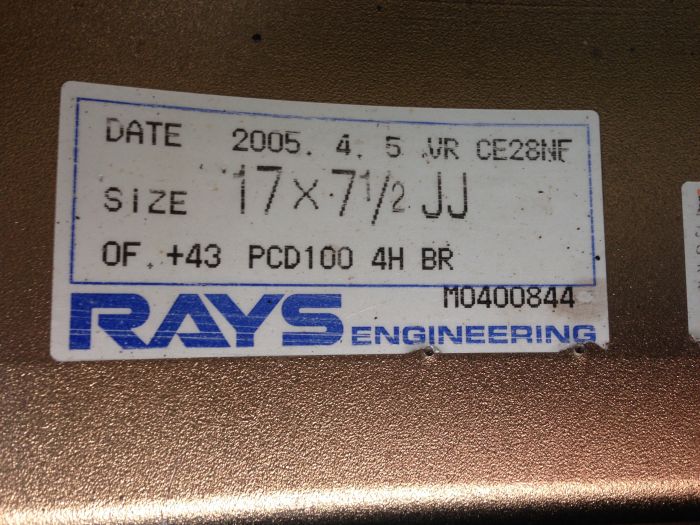 DATE 2005. 4. 5 VR CE28NF
SIZE 17×7½ JJ
OF. +43 PCD100 4H BR
M0400844
RAYS ENGINEERING